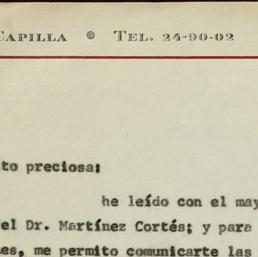 CAPILLA ⊚ TEL. 24-90-02
to preciosa:
he leído con el may
el Dr. Martínez Cortés; y para
es, me permito comunicarte las